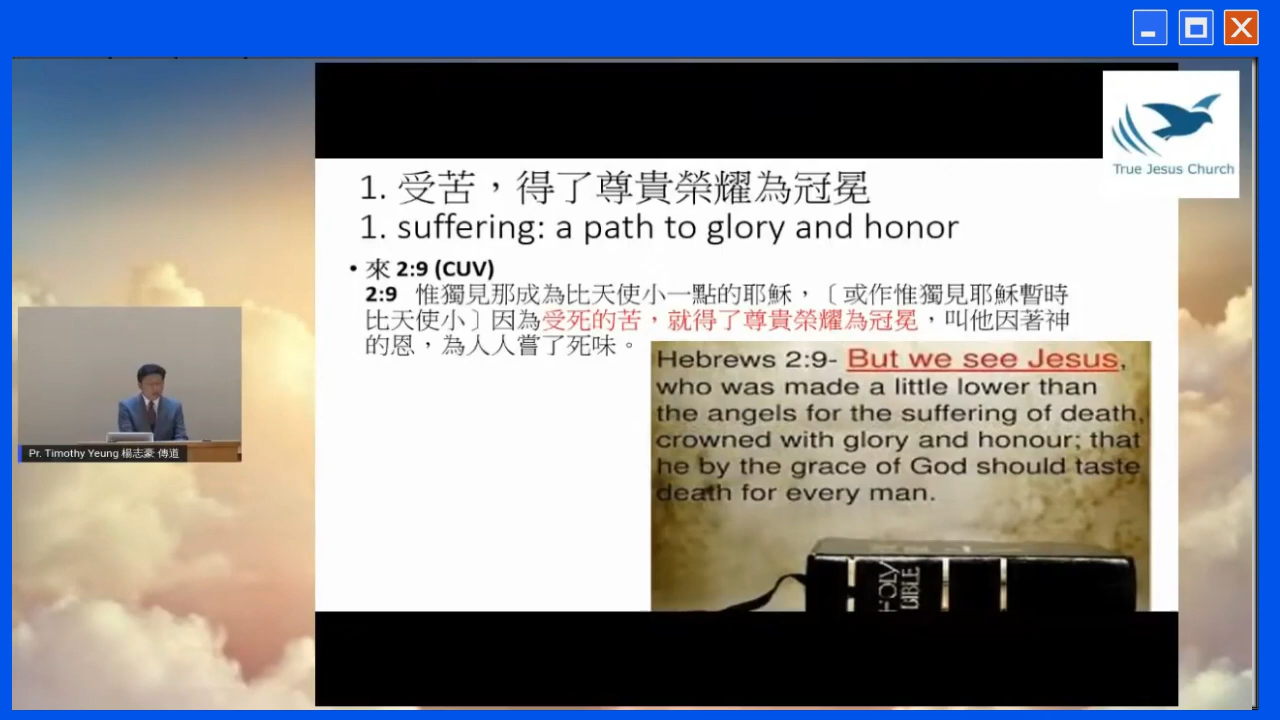 True Jesus Church
1. 受苦，得了尊貴榮耀為冠冕
1. suffering: a path to glory and honor
• 來 2:9 (CUV)
2:9 惟獨見那成為比天使小一點的耶穌，〔或作惟獨見耶穌暫時
比天使小〕因為受死的苦，就得了尊貴榮耀為冠冕，叫他因著神
的恩，為人人嘗了死味。
Hebrews 2:9- But we see Jesus,
who was made a little lower than
the angels for the suffering of death,
crowned with glory and honour; that
he by the grace of God should taste
death for every man.
HOLY
BIBLE
Pr. Timothy Yeung 楊志豪 傳道